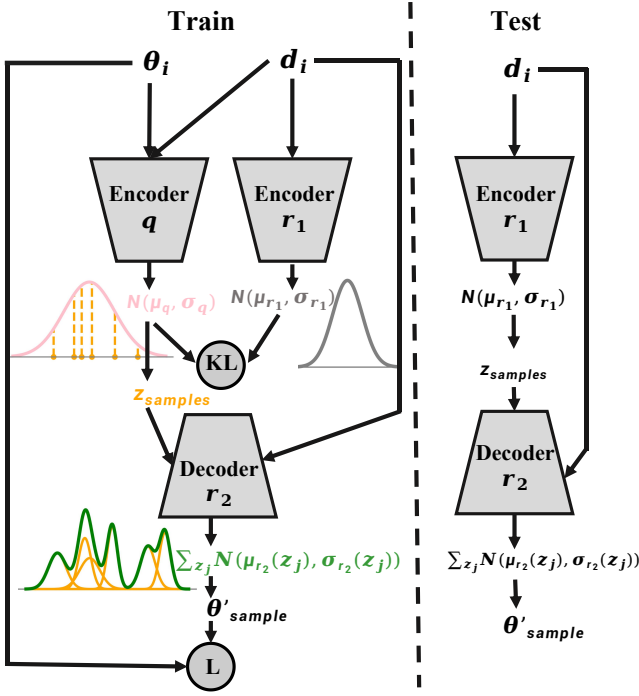 Train
θi
di
Encoder
q
Encoder
r1
N(μq, σq)
N(μr1, σr1)
KL
zsamples
Decoder
r2
∑zj N(μr2(zj), σr2(zj))
θ'sample
L
Test
di
Encoder
r1
N(μr1, σr1)
zsamples
Decoder
r2
∑zj N(μr2(zj), σr2(zj))
θ'sample